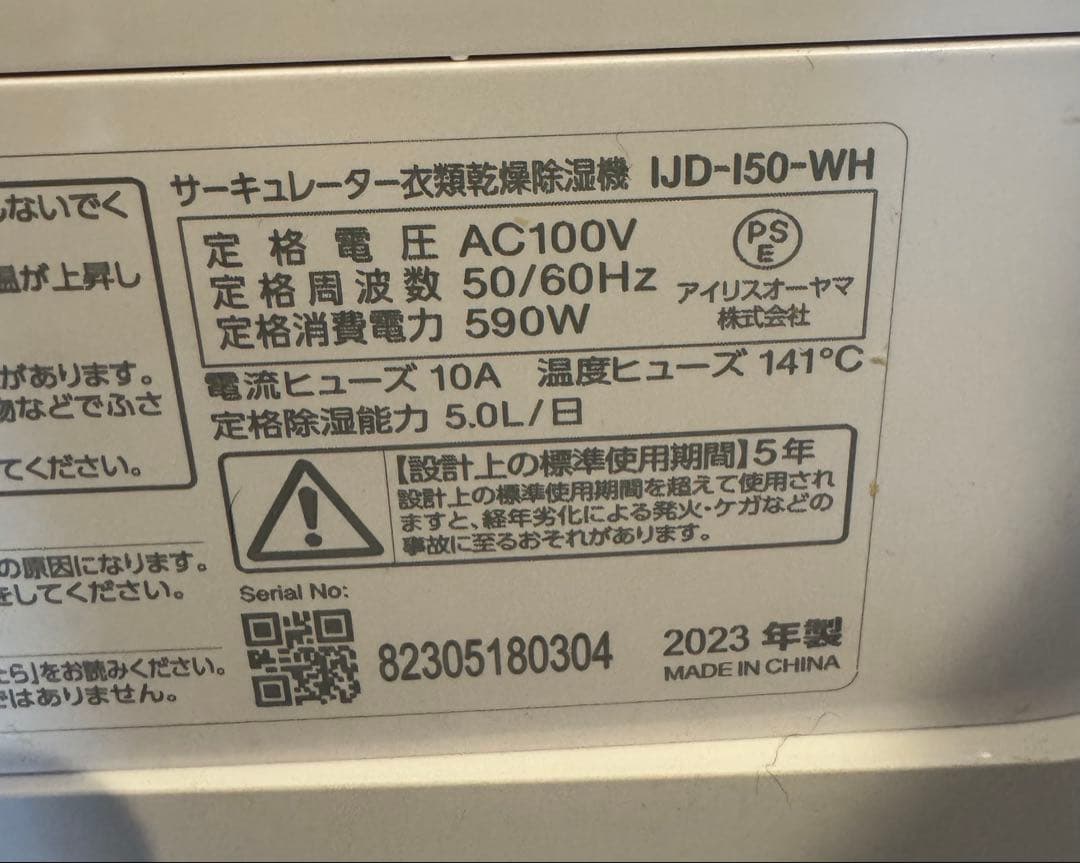 しないでく
温が上昇し
があります。
物などでふさ
てください。
の原因になります。
をしてください。
たら」をお読みください。
ではありません。
サーキュレーター衣類乾燥除湿機 IJD-I50-WH
定格電圧 AC100V
定格周波数 50/60Hz
定格消費電力 590W
PS
E
アイリスオーヤマ
株式会社
電流ヒューズ 10A 温度ヒューズ 141℃
定格除湿能力 5.0L/日
【設計上の標準使用期間】5年
設計上の標準使用期間を超えて使用され
ますと、経年劣化による発火・ケガなどの
事故に至るおそれがあります。
Serial No:
82305180304
2023 年製
MADE IN CHINA